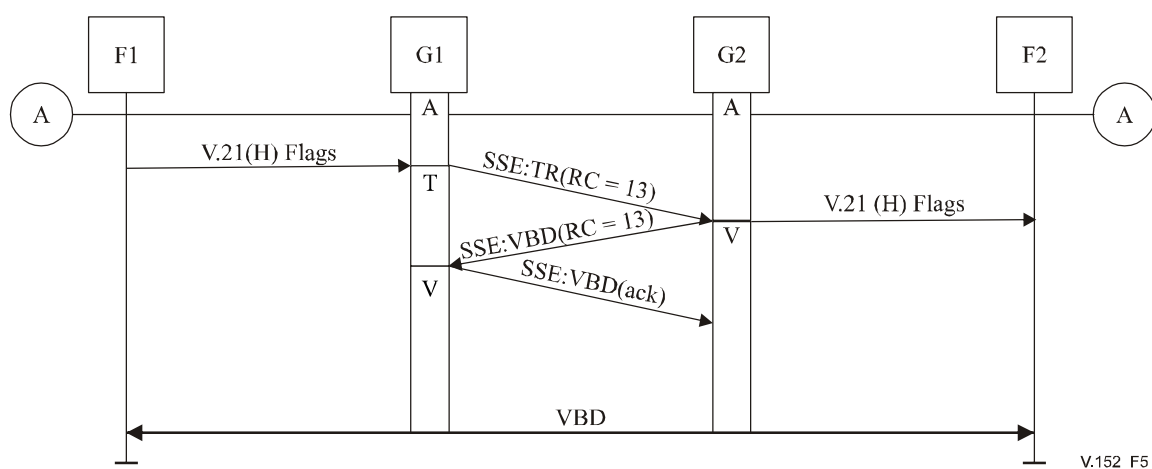 F1
G1
G2
F2
A
A
A
A
V.21(H) Flags
SSE:TR(RC = 13)
T
V.21 (H) Flags
SSE:VBD(RC = 13)
V
SSE:VBD(ack)
V
VBD
V.152 F5